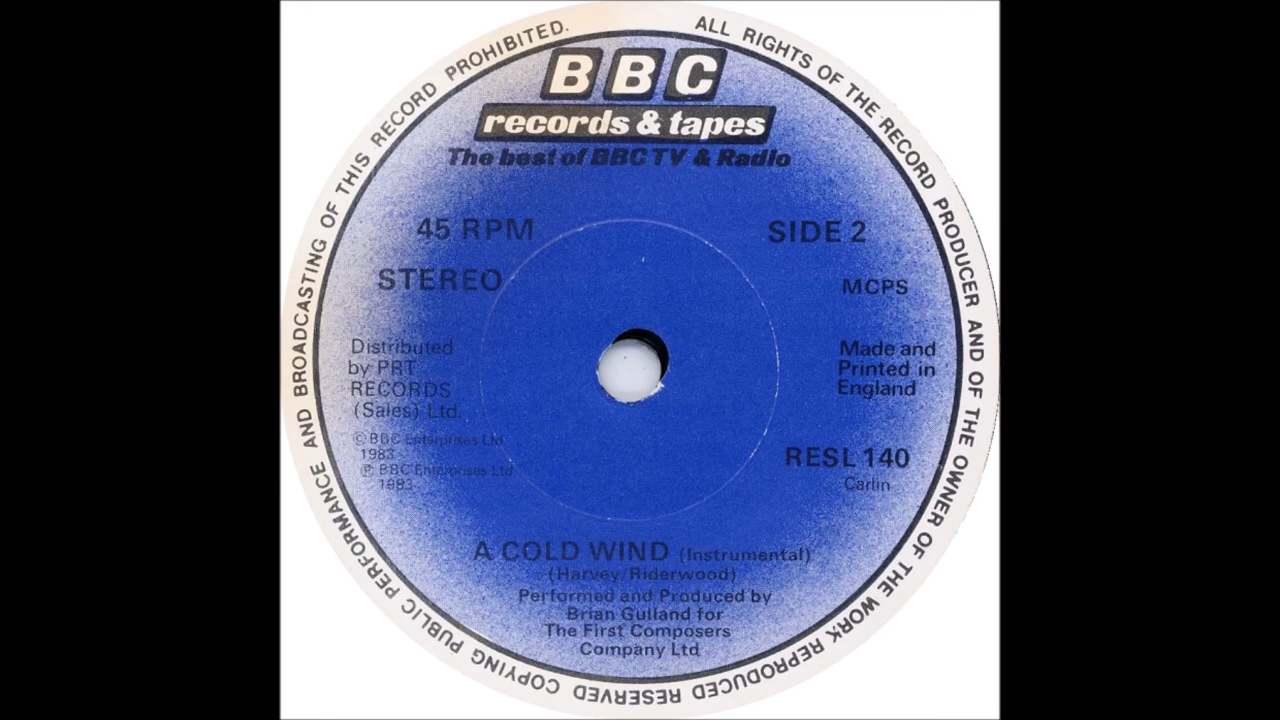 ALL RIGHTS OF THE RECORD PRODUCER AND OF THE OWNER OF THE WORK REPRODUCED RESERVED COPYING PUBLIC PERFORMANCE AND BROADCASTING OF THIS RECORD PROHIBITED.
BBC
records & tapes
The best of BBC TV & Radio
45 RPM
SIDE 2
STEREO
MCPS
Distributed
by PRT
RECORDS
(Sales) Ltd.
Made and
Printed in
England
© BBC Enterprises Ltd
1983
℗ BBC Enterprises Ltd
1983
RESL 140
Carlin
A COLD WIND (Instrumental)
(Harvey/Riderwood)
Performed and Produced by
Brian Gulland for
The First Composers
Company Ltd